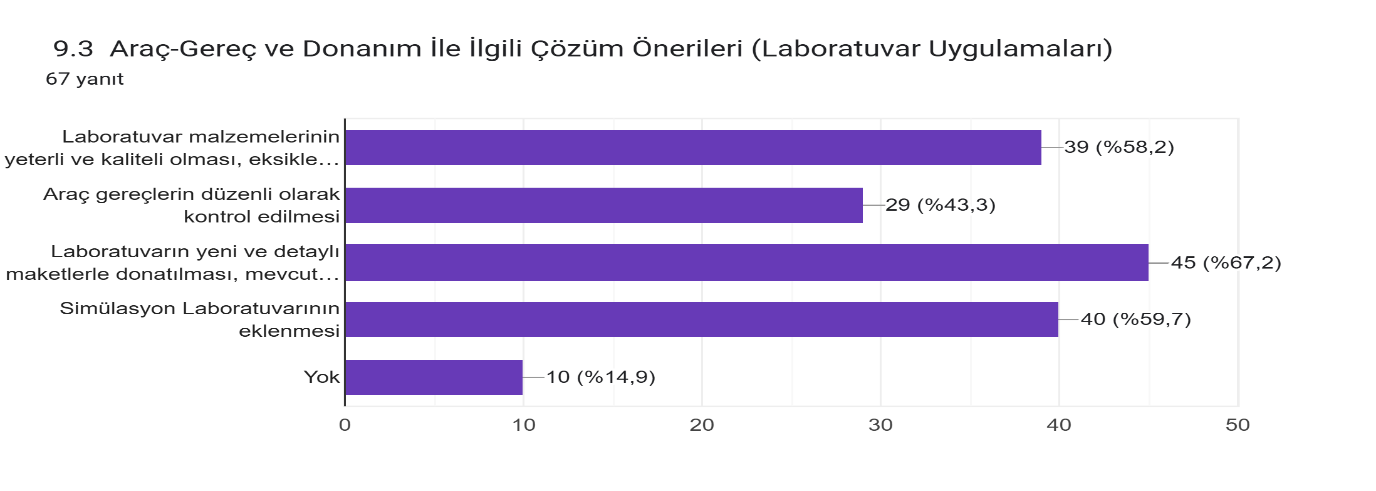 9.3 Araç-Gereç ve Donanım İle İlgili Çözüm Önerileri (Laboratuvar Uygulamaları)
67 yanıt
Laboratuvar malzemelerinin
yeterli ve kaliteli olması, eksikle…
39 (%58,2)
Araç gereçlerin düzenli olarak
kontrol edilmesi
29 (%43,3)
Laboratuvarın yeni ve detaylı
maketlerle donatılması, mevcut…
45 (%67,2)
Simülasyon Laboratuvarının
eklenmesi
40 (%59,7)
Yok
10 (%14,9)
0 10 20 30 40 50